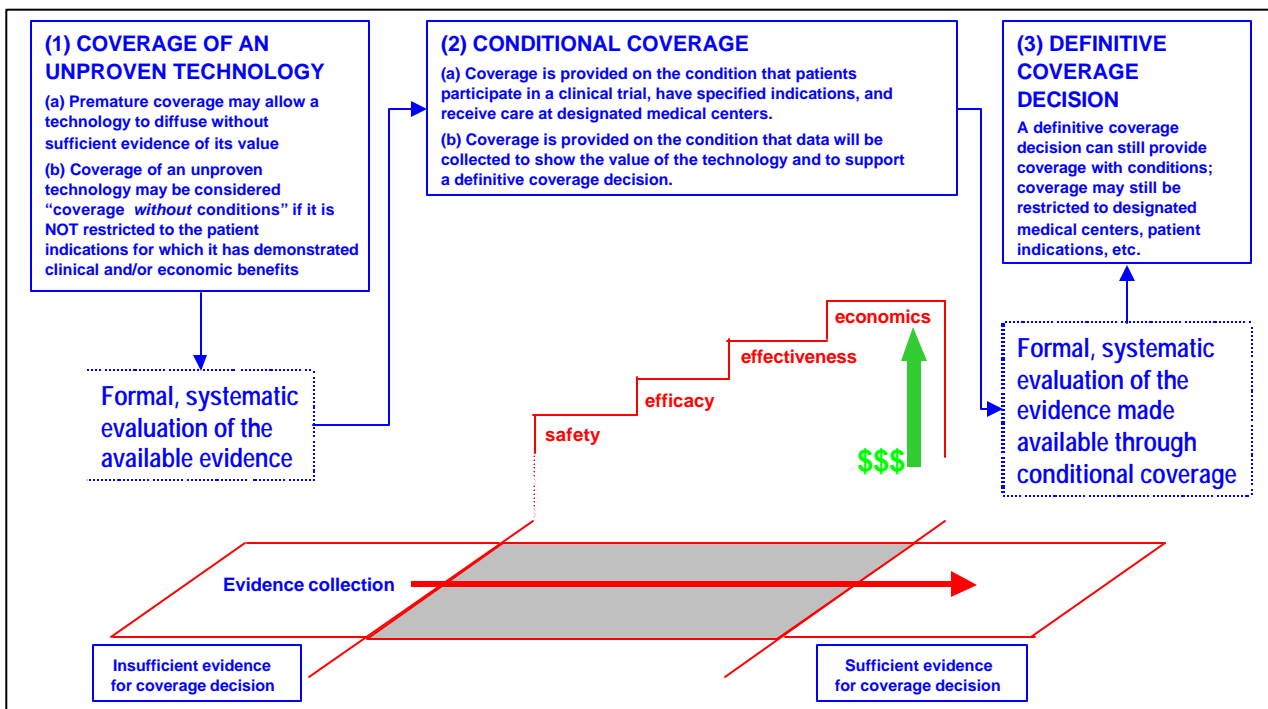 (1) COVERAGE OF AN
UNPROVEN TECHNOLOGY
(a) Premature coverage may allow a
technology to diffuse without
sufficient evidence of its value
(b) Coverage of an unproven
technology may be considered
“coverage without conditions” if it is
NOT restricted to the patient
indications for which it has demonstrated
clinical and/or economic benefits
(2) CONDITIONAL COVERAGE
(a) Coverage is provided on the condition that patients
participate in a clinical trial, have specified indications, and
receive care at designated medical centers.
(b) Coverage is provided on the condition that data will be
collected to show the value of the technology and to support
a definitive coverage decision.
(3) DEFINITIVE
COVERAGE
DECISION
A definitive coverage
decision can still provide
coverage with conditions;
coverage may still be
restricted to designated
medical centers, patient
indications, etc.
Formal, systematic
evaluation of the
available evidence
safety
efficacy
effectiveness
economics
$$$
Formal, systematic
evaluation of the
evidence made
available through
conditional coverage
Evidence collection
Insufficient evidence
for coverage decision
Sufficient evidence
for coverage decision